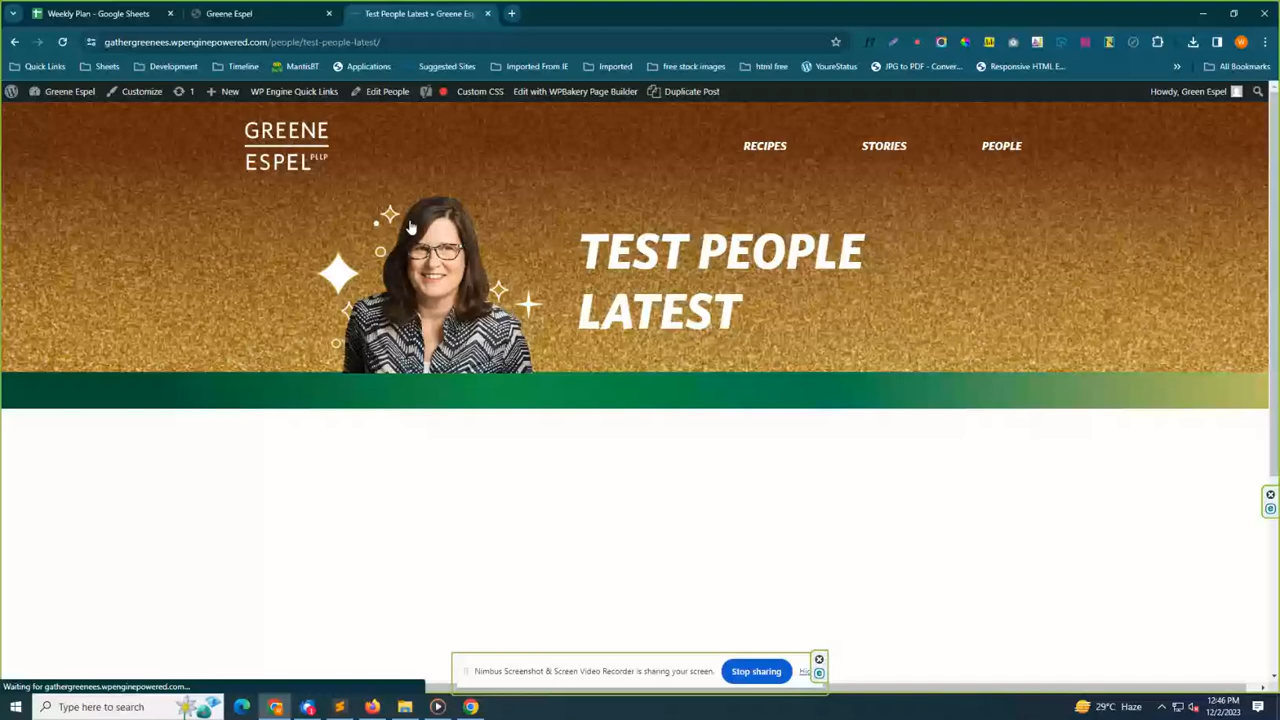 Weekly Plan - Google Sheets
Greene Espel
Test People Latest » Greene Es
gathergreenees.wpenginepowered.com/people/test-people-latest/
Quick Links
Sheets
Development
Timeline
MantisBT
Applications
Suggested Sites
Imported From IE
Imported
free stock images
html free
YoureStatus
JPG to PDF - Conver...
Responsive HTML E...
All Bookmarks
Greene Espel
Customize
1
New
WP Engine Quick Links
Edit People
Custom CSS
Edit with WPBakery Page Builder
Duplicate Post
Howdy, Green Espel
GREENE
ESPEL PLLP
RECIPES
STORIES
PEOPLE
TEST PEOPLE
LATEST
Nimbus Screenshot & Screen Video Recorder is sharing your screen.
Stop sharing
Waiting for gathergreenees.wpenginepowered.com...
Type here to search
29°C Haze
12:46 PM
12/2/2023